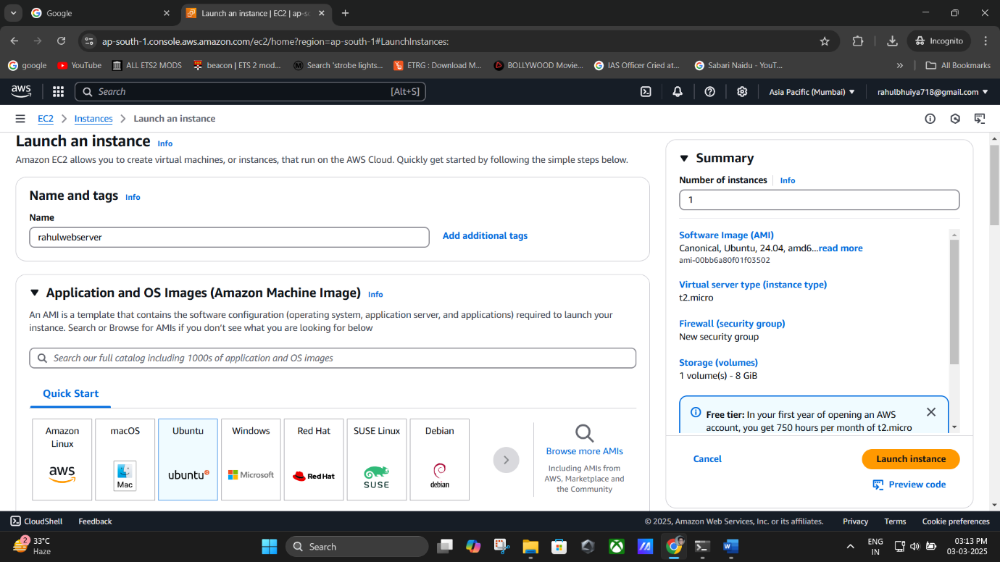 Google
Launch an instance | EC2 | ap-so
ap-south-1.console.aws.amazon.com/ec2/home?region=ap-south-1#LaunchInstances:
Incognito
google
YouTube
ALL ETS2 MODS
beacon | ETS 2 mod...
Search 'strobe lights...
ETRG : Download M...
BOLLYWOOD Movie...
IAS Officer Cried at...
Sabari Naidu - YouT...
»
All Bookmarks
aws
Search
[Alt+S]
Asia Pacific (Mumbai)
rahulbhuiya718@gmail.com
EC2
Instances
Launch an instance
Launch an instance Info
Amazon EC2 allows you to create virtual machines, or instances, that run on the AWS Cloud. Quickly get started by following the simple steps below.
Name and tags Info
Name
rahulwebserver
Add additional tags
Application and OS Images (Amazon Machine Image) Info
An AMI is a template that contains the software configuration (operating system, application server, and applications) required to launch your
instance. Search or Browse for AMIs if you don't see what you are looking for below
Search our full catalog including 1000s of application and OS images
Quick Start
Amazon
Linux
aws
macOS
Mac
Ubuntu
ubuntu
Windows
Microsoft
Red Hat
Red Hat
SUSE Linux
SUSE
Debian
debian
Browse more AMIs
Including AMIs from
AWS, Marketplace and
the Community
Summary
Number of instances Info
1
Software Image (AMI)
Canonical, Ubuntu, 24.04, amd6...read more
ami-00bb6a80f01f03502
Virtual server type (instance type)
t2.micro
Firewall (security group)
New security group
Storage (volumes)
1 volume(s) - 8 GiB
Free tier: In your first year of opening an AWS
account, you get 750 hours per month of t2.micro
Cancel
Launch instance
Preview code
CloudShell
Feedback
© 2025, Amazon Web Services, Inc. or its affiliates.
Privacy
Terms
Cookie preferences
2
33°C
Haze
Search
ENG
IN
03:13 PM
03-03-2025